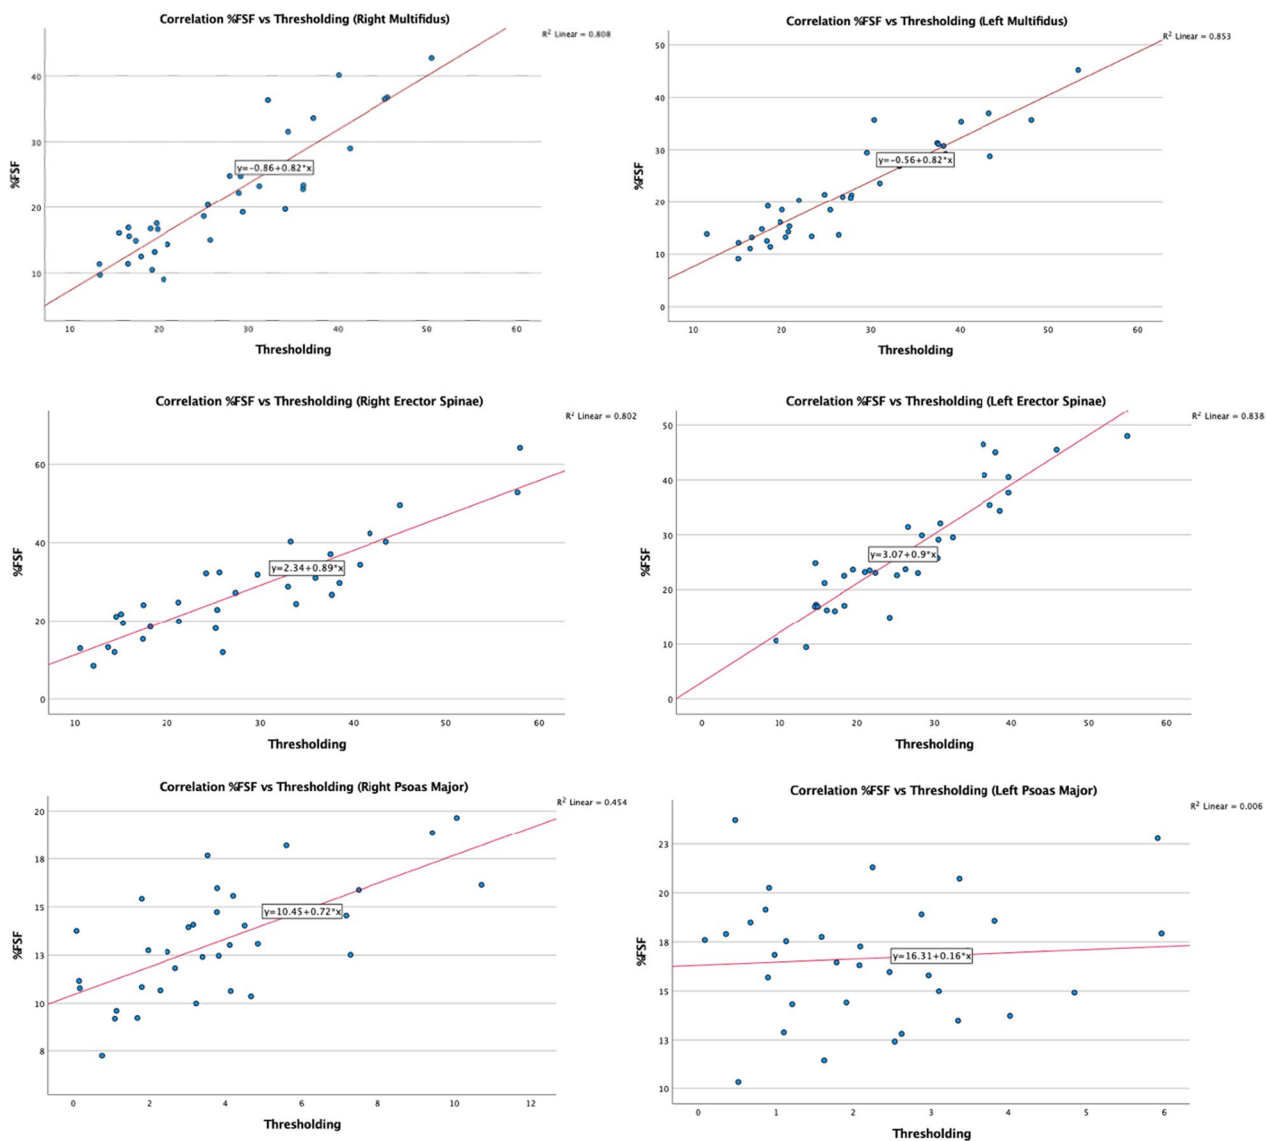 Correlation %FSF vs Thresholding (Right Multifidus)
R² Linear = 0.808
40
30
20
10
%FSF
y=-0.86+0.82*x
10 20 30 40 50 60
Thresholding
Correlation %FSF vs Thresholding (Left Multifidus)
R² Linear = 0.853
50
40
30
20
10
0
%FSF
y=-0.56+0.82*x
10 20 30 40 50 60
Thresholding
Correlation %FSF vs Thresholding (Right Erector Spinae)
R² Linear = 0.802
60
40
20
0
%FSF
y=2.34+0.89*x
10 20 30 40 50 60
Thresholding
Correlation %FSF vs Thresholding (Left Erector Spinae)
R² Linear = 0.838
50
40
30
20
10
0
%FSF
y=3.07+0.9*x
0 10 20 30 40 50 60
Thresholding
Correlation %FSF vs Thresholding (Right Psoas Major)
R² Linear = 0.454
20
18
15
13
10
8
%FSF
y=10.45+0.72*x
0 2 4 6 8 10 12
Thresholding
Correlation %FSF vs Thresholding (Left Psoas Major)
R² Linear = 0.006
23
20
18
15
13
10
%FSF
y=16.31+0.16*x
0 1 2 3 4 5 6
Thresholding